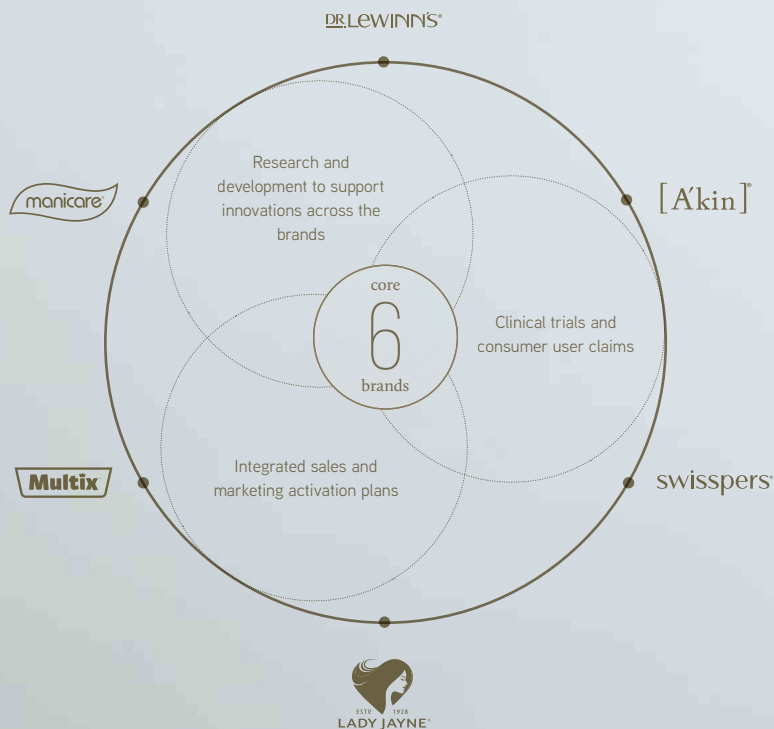 DR.LEWINN'S®
manicare®
[A'kin]®
Research and
development to support
innovations across the
brands
core
6
brands
Clinical trials and
consumer user claims
Integrated sales and
marketing activation plans
Multix
swisspers®
ESTD 1928
LADY JAYNE®